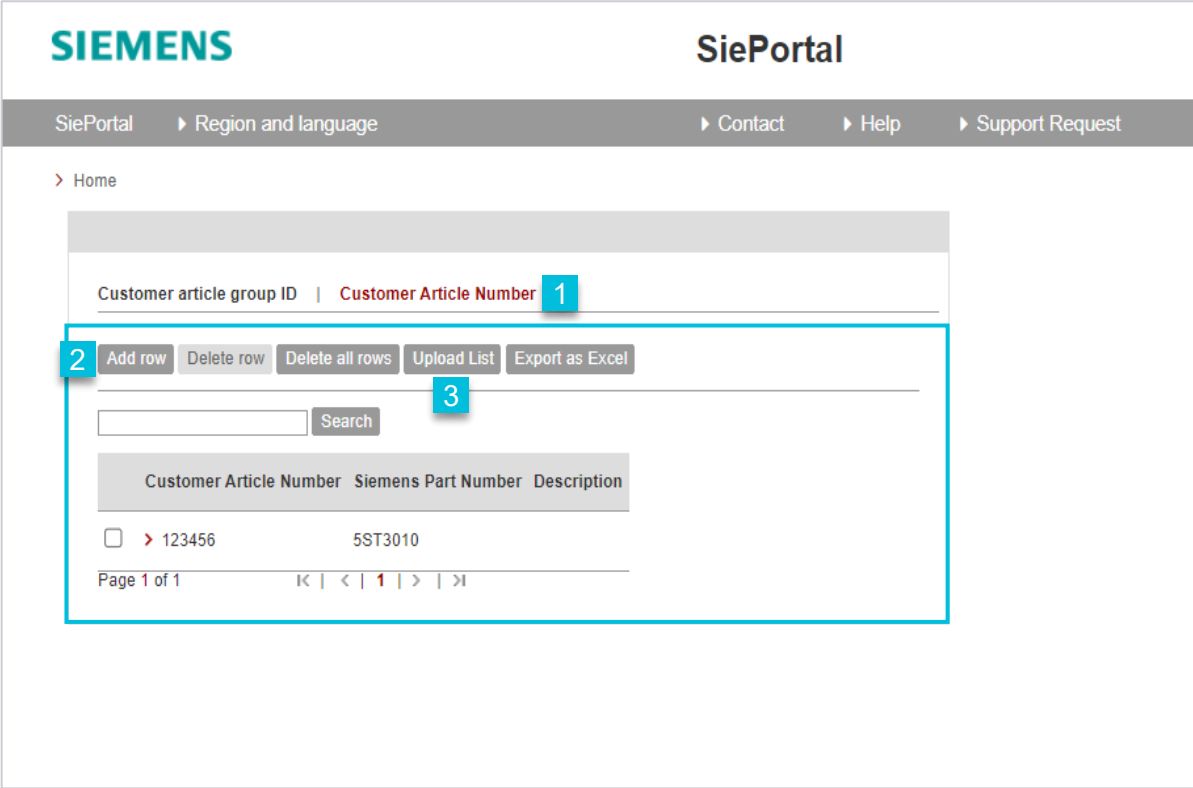 SIEMENS
SiePortal
SiePortal Region and language Contact Help Support Request
Home
Customer article group ID | Customer Article Number 1
2 Add row Delete row Delete all rows Upload List Export as Excel
3
Search
Customer Article Number Siemens Part Number Description
123456 5ST3010
Page 1 of 1 | | 1 | |